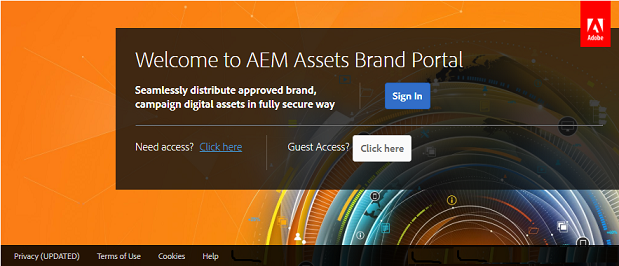 Adobe
Welcome to AEM Assets Brand Portal
Seamlessly distribute approved brand,
campaign digital assets in fully secure way
Sign In
Need access? Click here
Guest Access? Click here
Privacy (UPDATED) Terms of Use Cookies Help